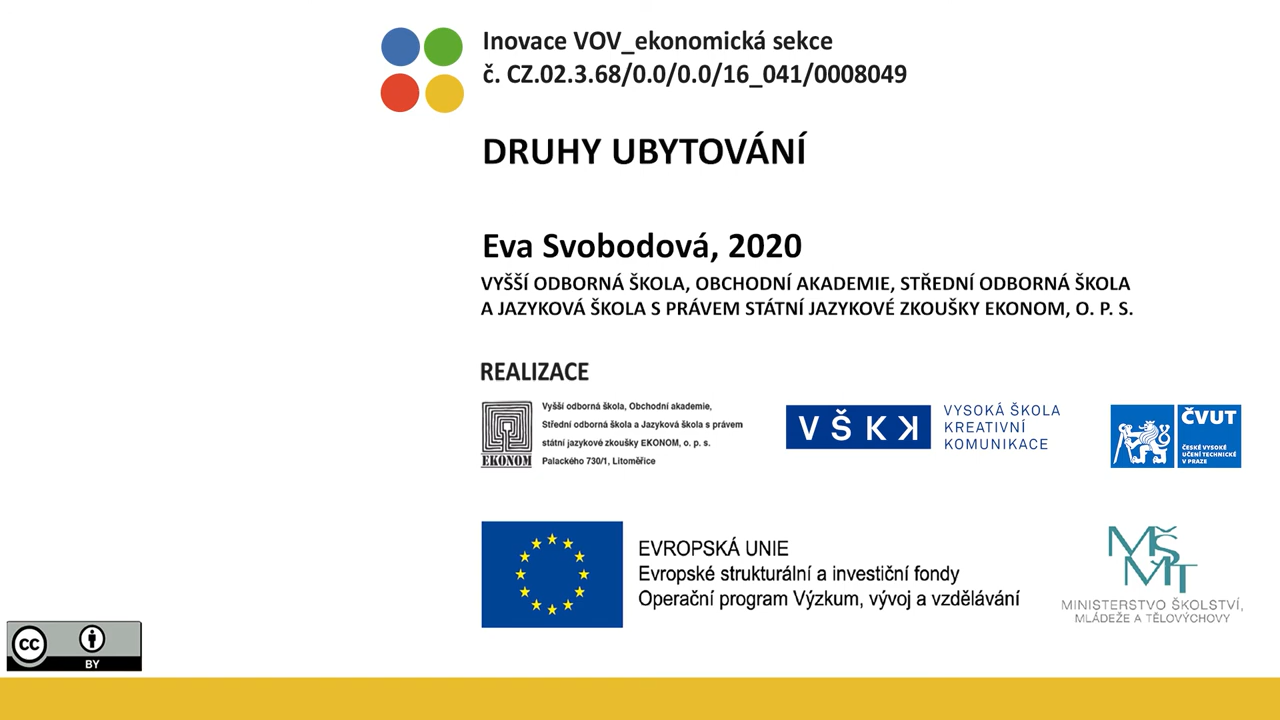 Inovace VOV_ekonomická sekce
č. CZ.02.3.68/0.0/0.0/16_041/0008049
DRUHY UBYTOVÁNÍ
Eva Svobodová, 2020
VYŠŠÍ ODBORNÁ ŠKOLA, OBCHODNÍ AKADEMIE, STŘEDNÍ ODBORNÁ ŠKOLA
A JAZYKOVÁ ŠKOLA S PRÁVEM STÁTNÍ JAZYKOVÉ ZKOUŠKY EKONOM, O. P. S.
REALIZACE
EKONOM
Vyšší odborná škola, Obchodní akademie,
Střední odborná škola a Jazyková škola s právem
státní jazykové zkoušky EKONOM, o. p. s.
Palackého 730/1, Litoměřice
VŠKK
VYSOKÁ ŠKOLA
KREATIVNÍ
KOMUNIKACE
ČVUT
ČESKÉ VYSOKÉ
UČENÍ TECHNICKÉ
V PRAZE
EVROPSKÁ UNIE
Evropské strukturální a investiční fondy
Operační program Výzkum, vývoj a vzdělávání
MŠMT
MINISTERSTVO ŠKOLSTVÍ,
MLÁDEŽE A TĚLOVÝCHOVY
CC
BY